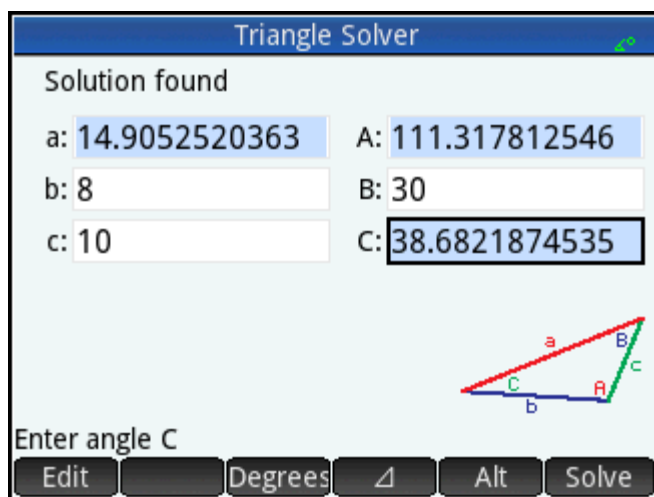 Triangle Solver
Solution found
a: 14.9052520363 A: 111.317812546
b: 8 B: 30
c: 10 C: 38.6821874535
a B
C A c
b
Enter angle C
Edit Degrees ⊿ Alt Solve